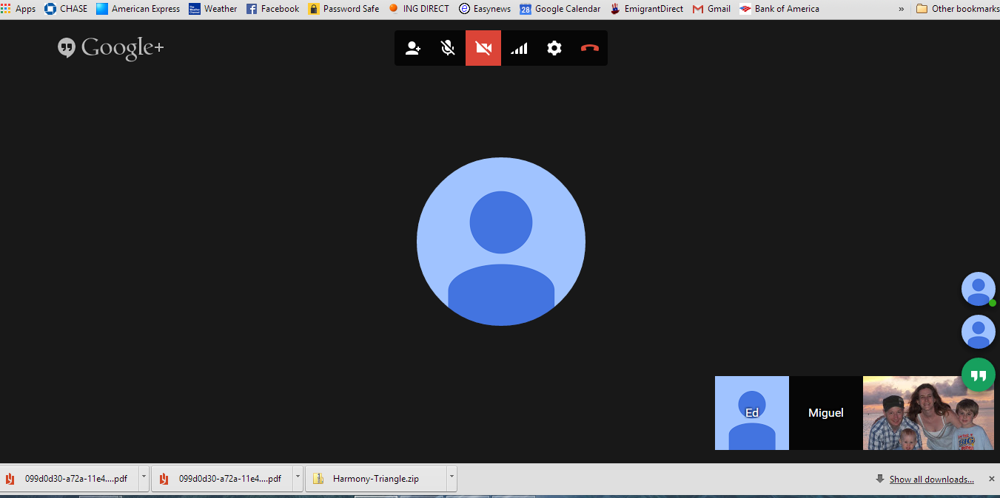 Apps CHASE American Express Weather Facebook Password Safe ING DIRECT Easynews 28 Google Calendar EmigrantDirect Gmail Bank of America » Other bookmarks
Google+
Ed Miguel
BIG
099d0d30-a72a-11e4....pdf 099d0d30-a72a-11e4....pdf Harmony-Triangle.zip Show all downloads...